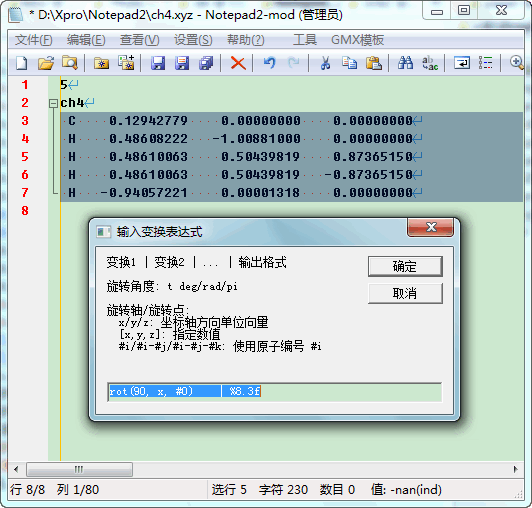 * D:\Xpro\Notepad2\ch4.xyz - Notepad2-mod (管理员)
文件(F) 编辑(E) 查看(V) 设置(S) 帮助(?) 工具 GMX模板
1 5
2 ch4
3 C 0.12942779 0.00000000 0.00000000
4 H 0.48608222 -1.00881000 0.00000000
5 H 0.48610063 0.50439819 0.87365150
6 H 0.48610063 0.50439819 -0.87365150
7 H -0.94057221 0.00001318 0.00000000
8
输入变换表达式
变换1 | 变换2 | ... | 输出格式
确定
旋转角度: t deg/rad/pi
取消
旋转轴/旋转点:
x/y/z: 坐标轴方向单位向量
[x,y,z]: 指定数值
#i/#i-#j/#i-#j-#k: 使用原子编号 #i
rot(90, x, #0) | %8.3f
行 8/8 列 1/80 选行 5 字符 230 数目 0 值: -nan(ind)